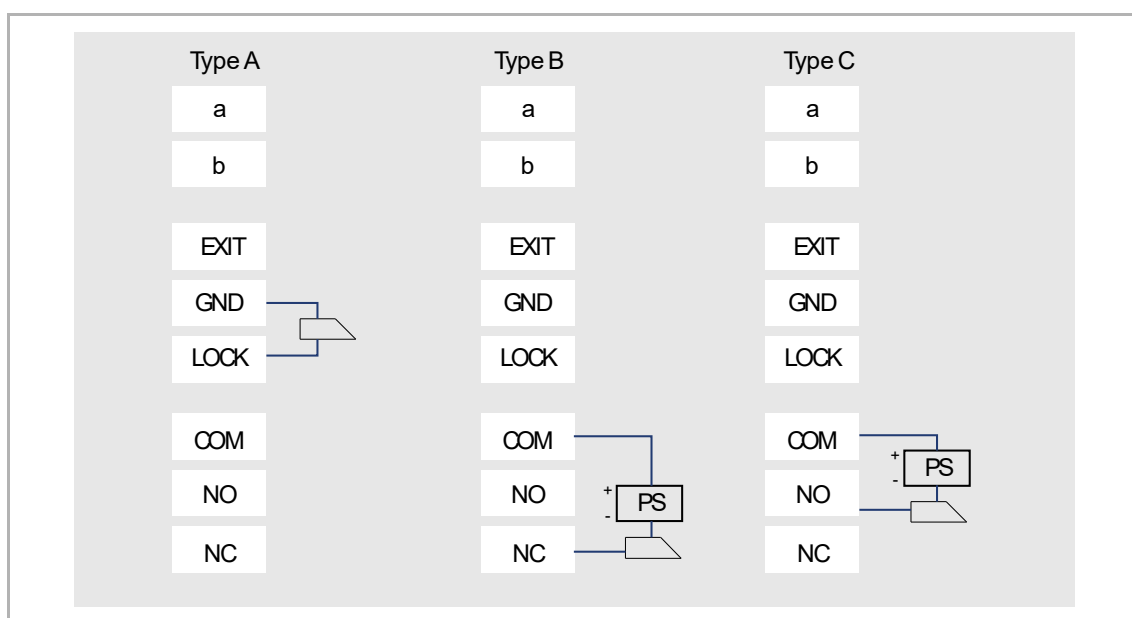 Type A Type B Type C
a a a
b b b
EXIT EXIT EXIT
GND GND GND
LOCK LOCK LOCK
COM COM COM
+ PS
-
NO NO NO
+ PS
-
NC NC NC